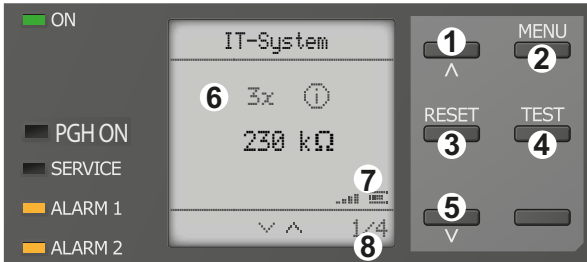 ON
IT-System
1
MENU
2
∧
6
3x
RESET
3
TEST
4
PGH ON
230 kΩ
SERVICE
7
ALARM 1
5
∨
1/4
8
ALARM 2